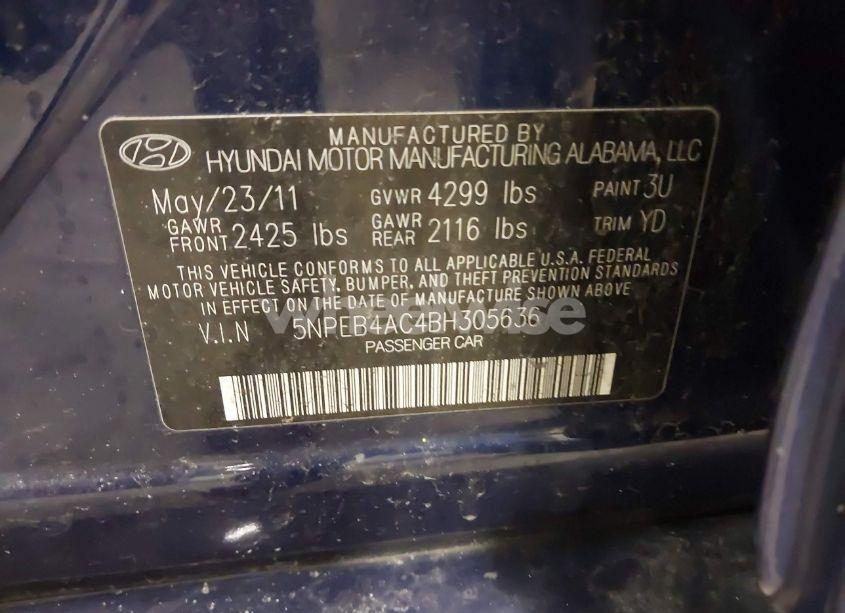 MANUFACTURED BY
HYUNDAI MOTOR MANUFACTURING ALABAMA, LLC
May/23/11 GVWR 4299 lbs PAINT 3U
GAWR FRONT 2425 lbs GAWR REAR 2116 lbs TRIM YD
THIS VEHICLE CONFORMS TO ALL APPLICABLE U.S.A. FEDERAL
MOTOR VEHICLE SAFETY, BUMPER, AND THEFT PREVENTION STANDARDS
IN EFFECT ON THE DATE OF MANUFACTURE SHOWN ABOVE.
V.I.N 5NPEB4AC4BH305636
PASSENGER CAR